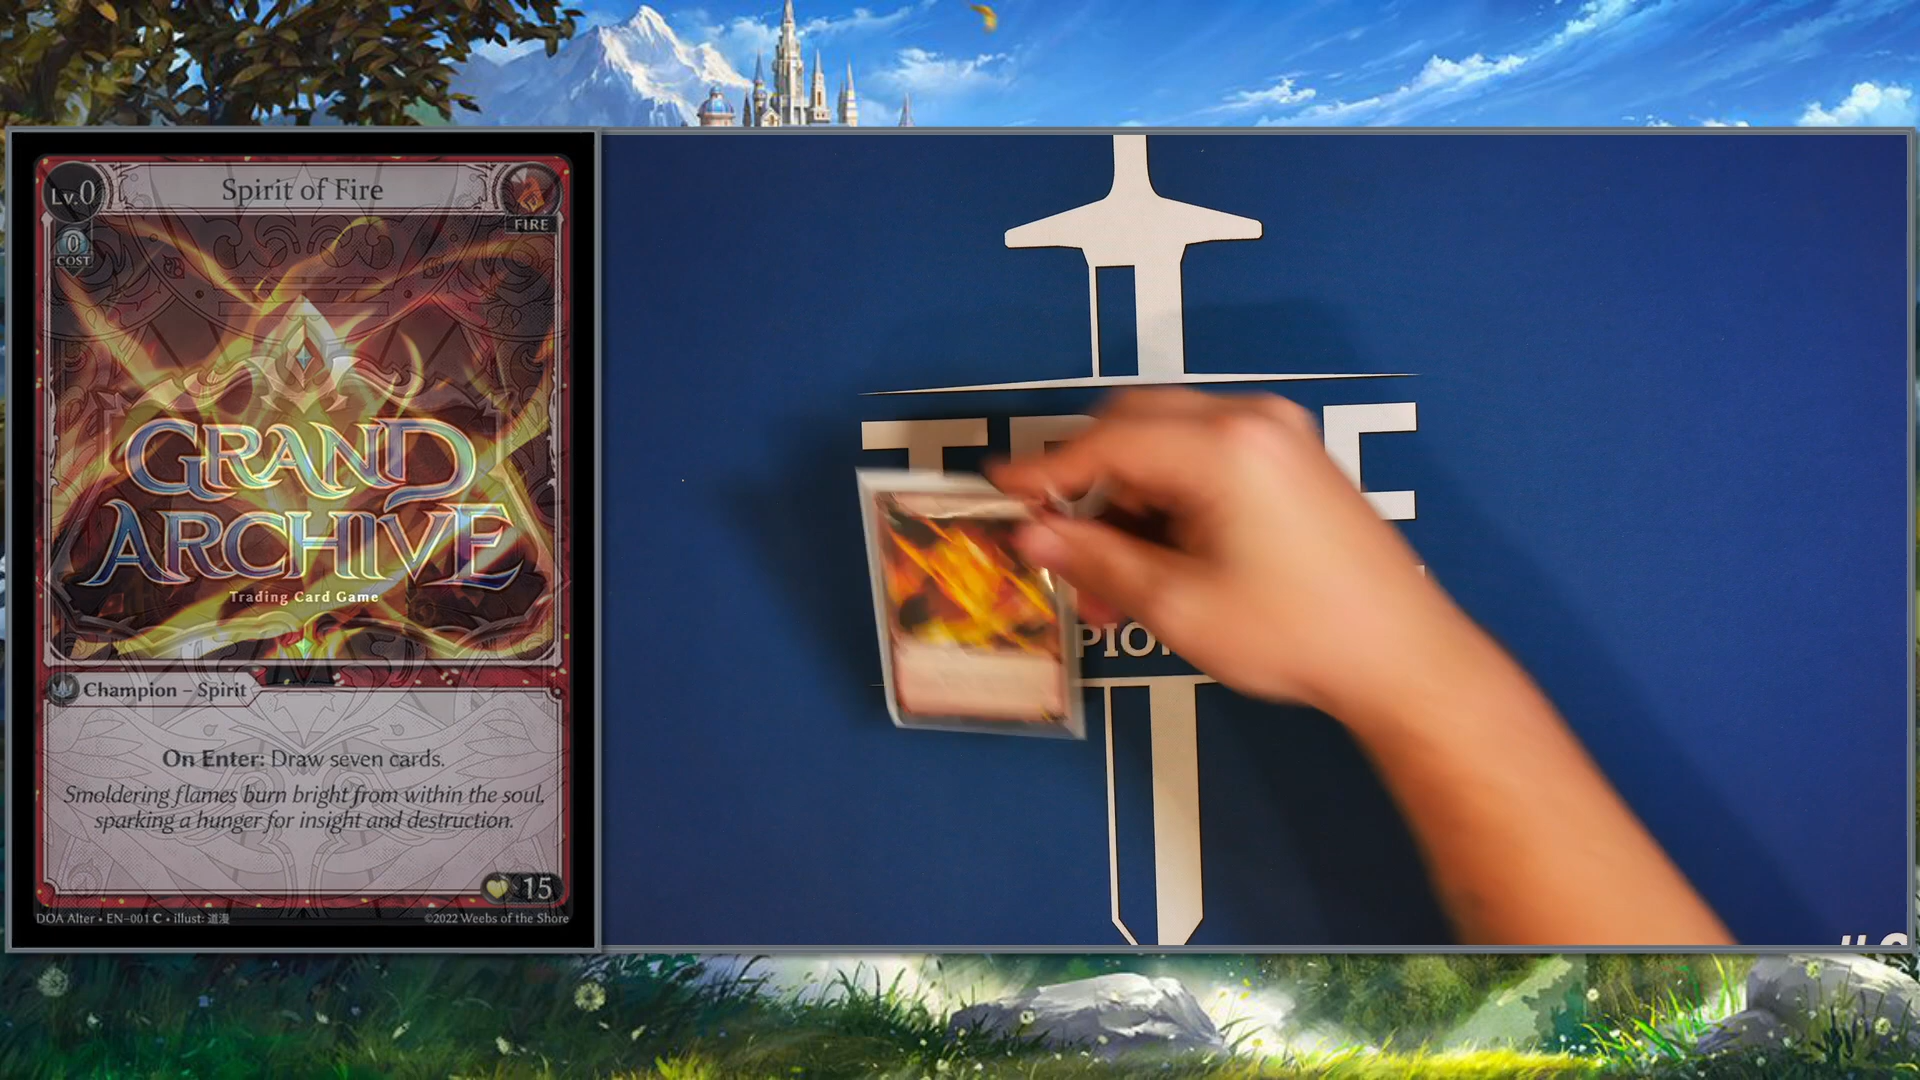 Lv.0
Spirit of Fire
FIRE
0
COST
GRAND
ARCHIVE
Trading Card Game
Champion – Spirit
On Enter: Draw seven cards.
Smoldering flames burn bright from within the soul,
sparking a hunger for insight and destruction.
15
DOA Alter • EN–001 C • illust: 道滝
©2022 Weebs of the Shore
PIO